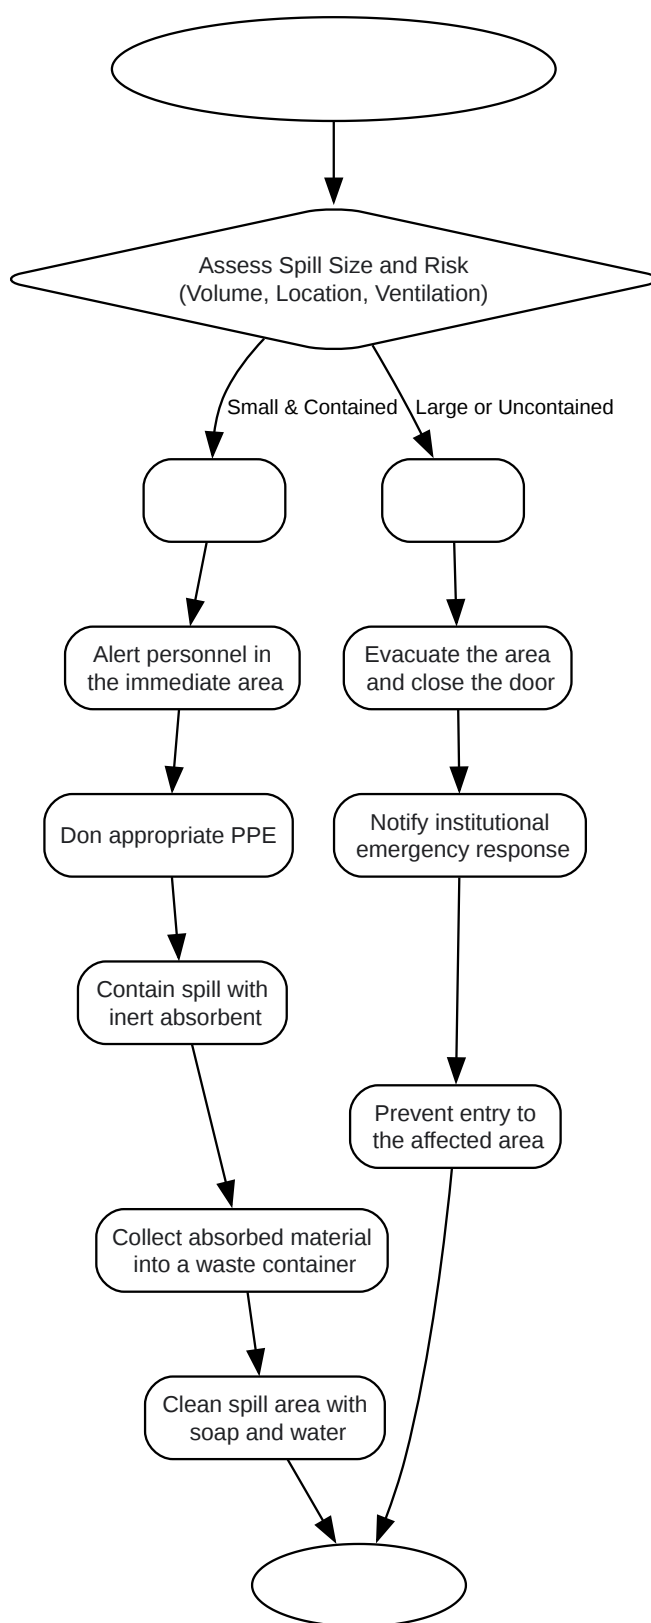 Assess Spill Size and Risk
(Volume, Location, Ventilation)
Small & Contained
Large or Uncontained
Alert personnel in
the immediate area
Evacuate the area
and close the door
Don appropriate PPE
Notify institutional
emergency response
Contain spill with
inert absorbent
Prevent entry to
the affected area
Collect absorbed material
into a waste container
Clean spill area with
soap and water